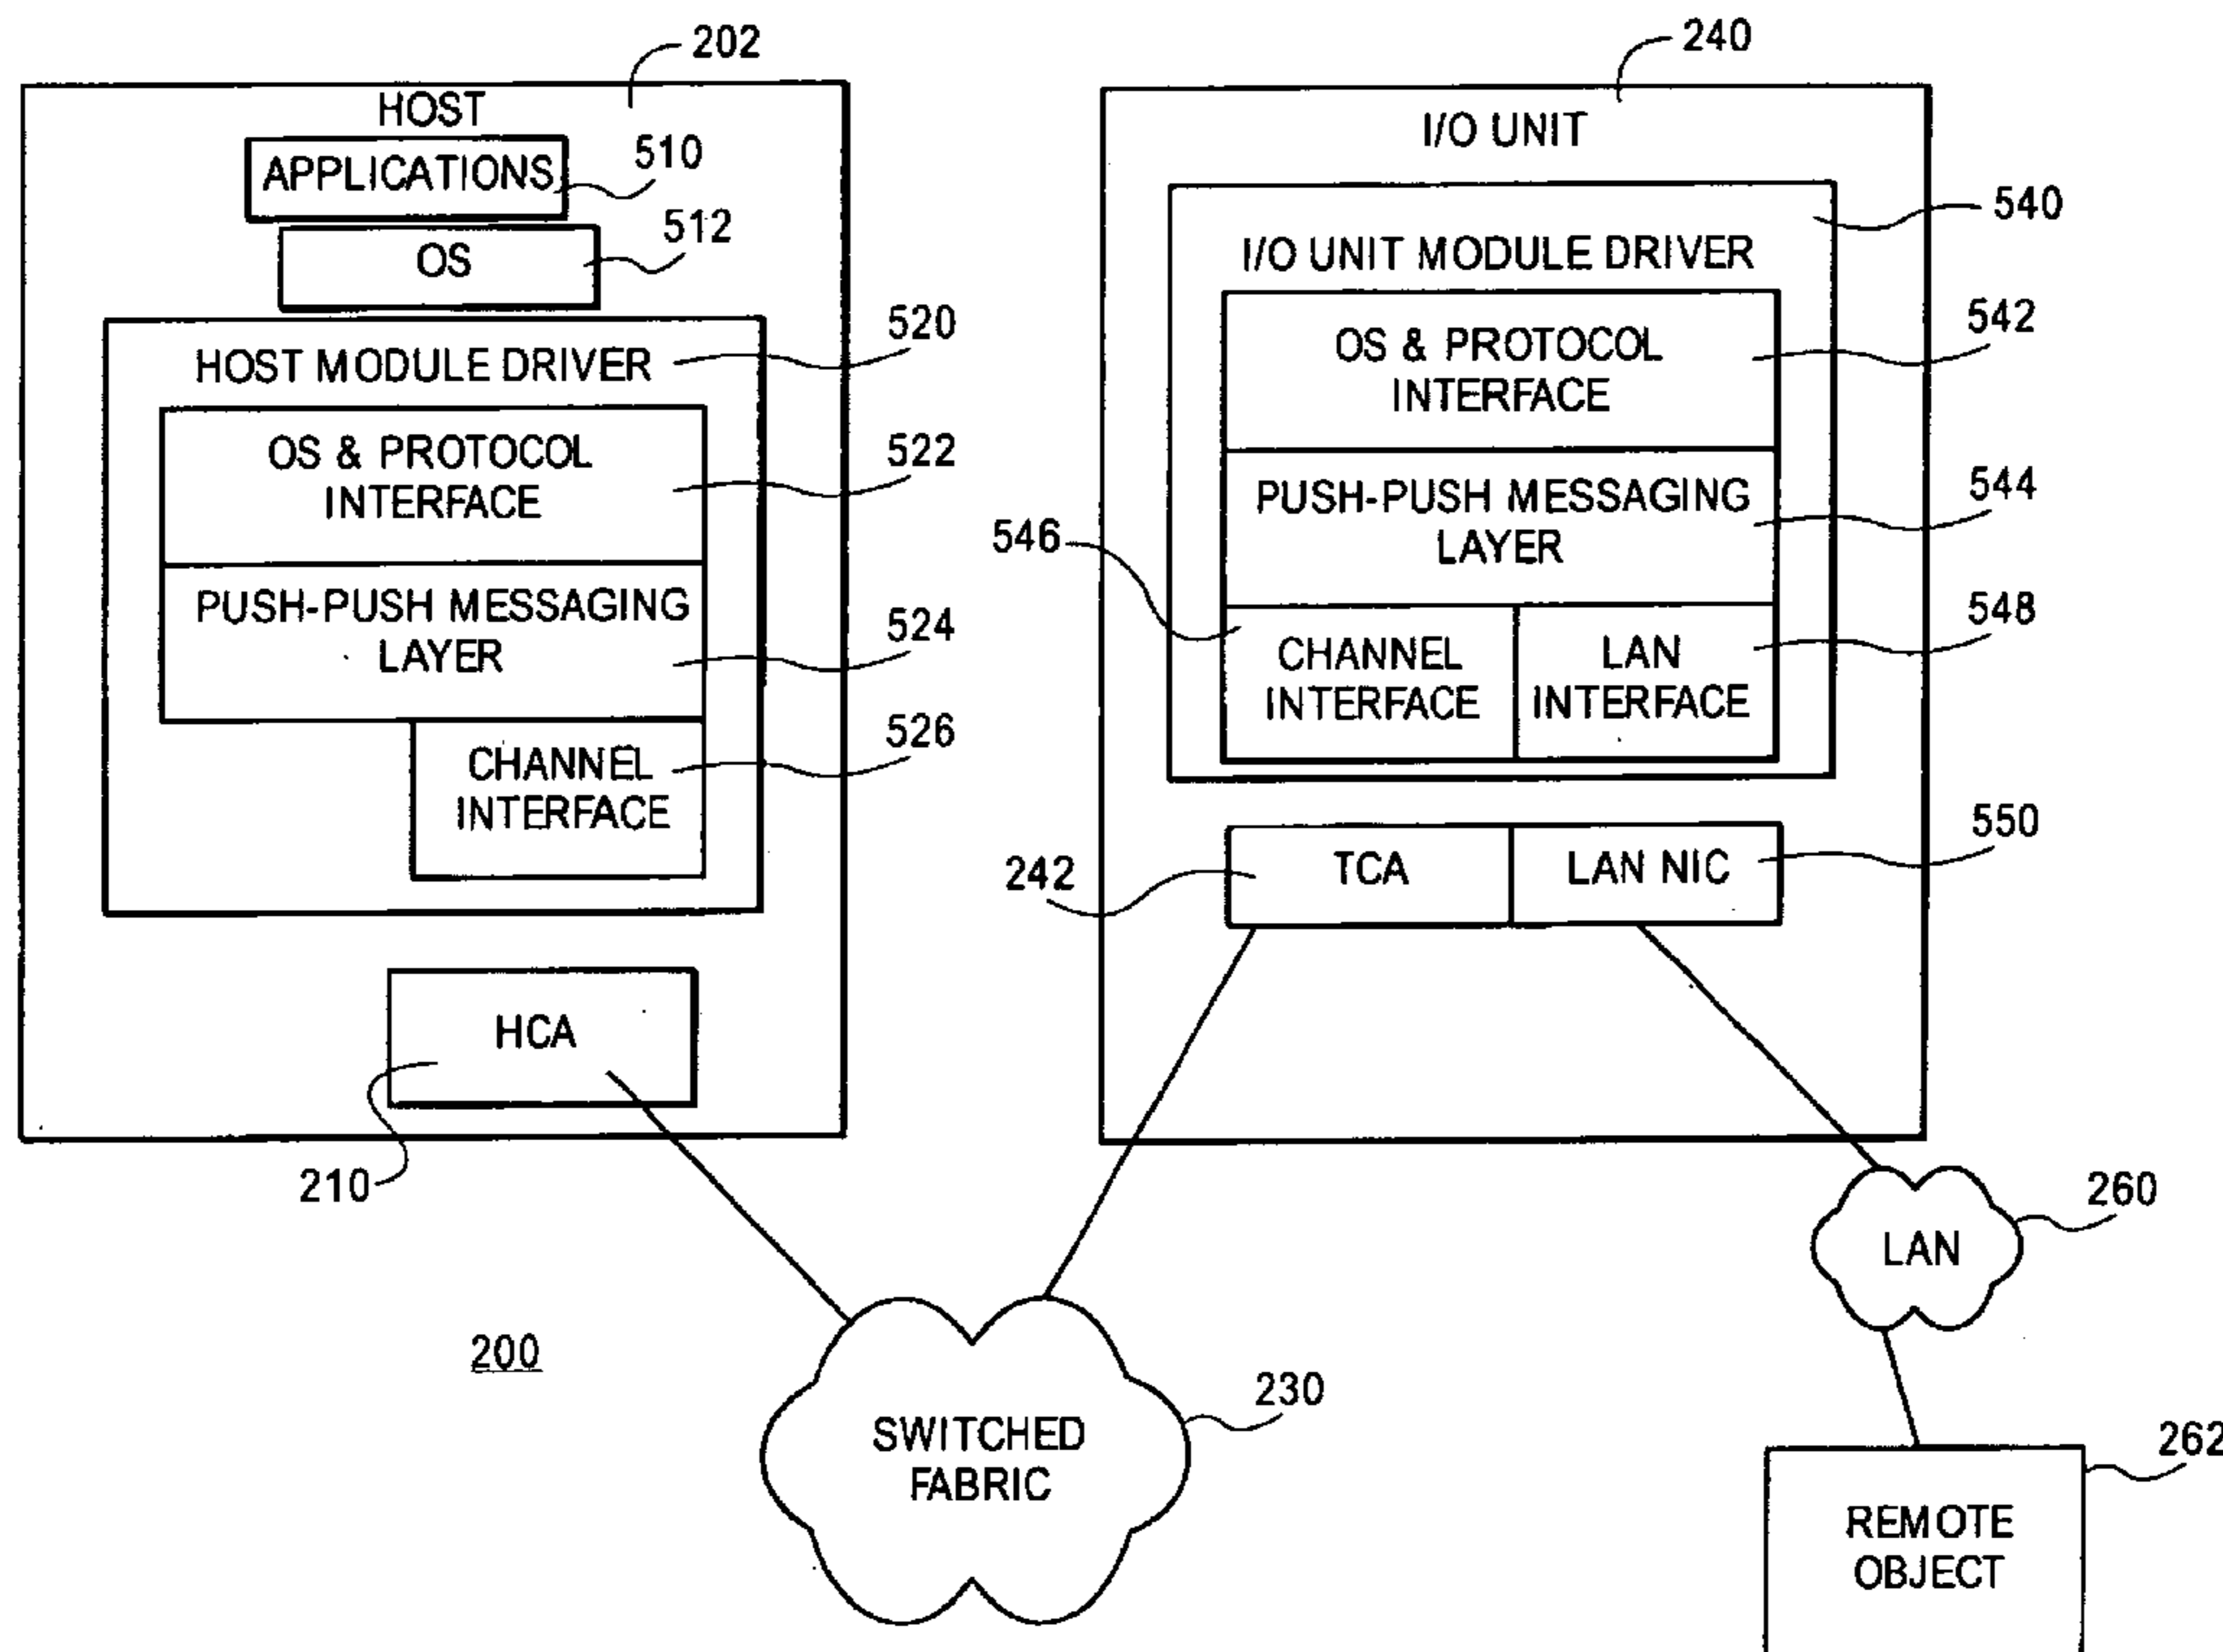 202
HOST
APPLICATIONS
510
OS
512
HOST MODULE DRIVER
520
OS & PROTOCOL
INTERFACE
522
PUSH-PUSH MESSAGING
LAYER
524
CHANNEL
INTERFACE
526
HCA
210
240
I/O UNIT
540
I/O UNIT MODULE DRIVER
OS & PROTOCOL
INTERFACE
542
PUSH-PUSH MESSAGING
LAYER
544
546
CHANNEL
INTERFACE
LAN
INTERFACE
548
242
TCA
LAN NIC
550
260
LAN
200
230
SWITCHED
FABRIC
262
REMOTE
OBJECT